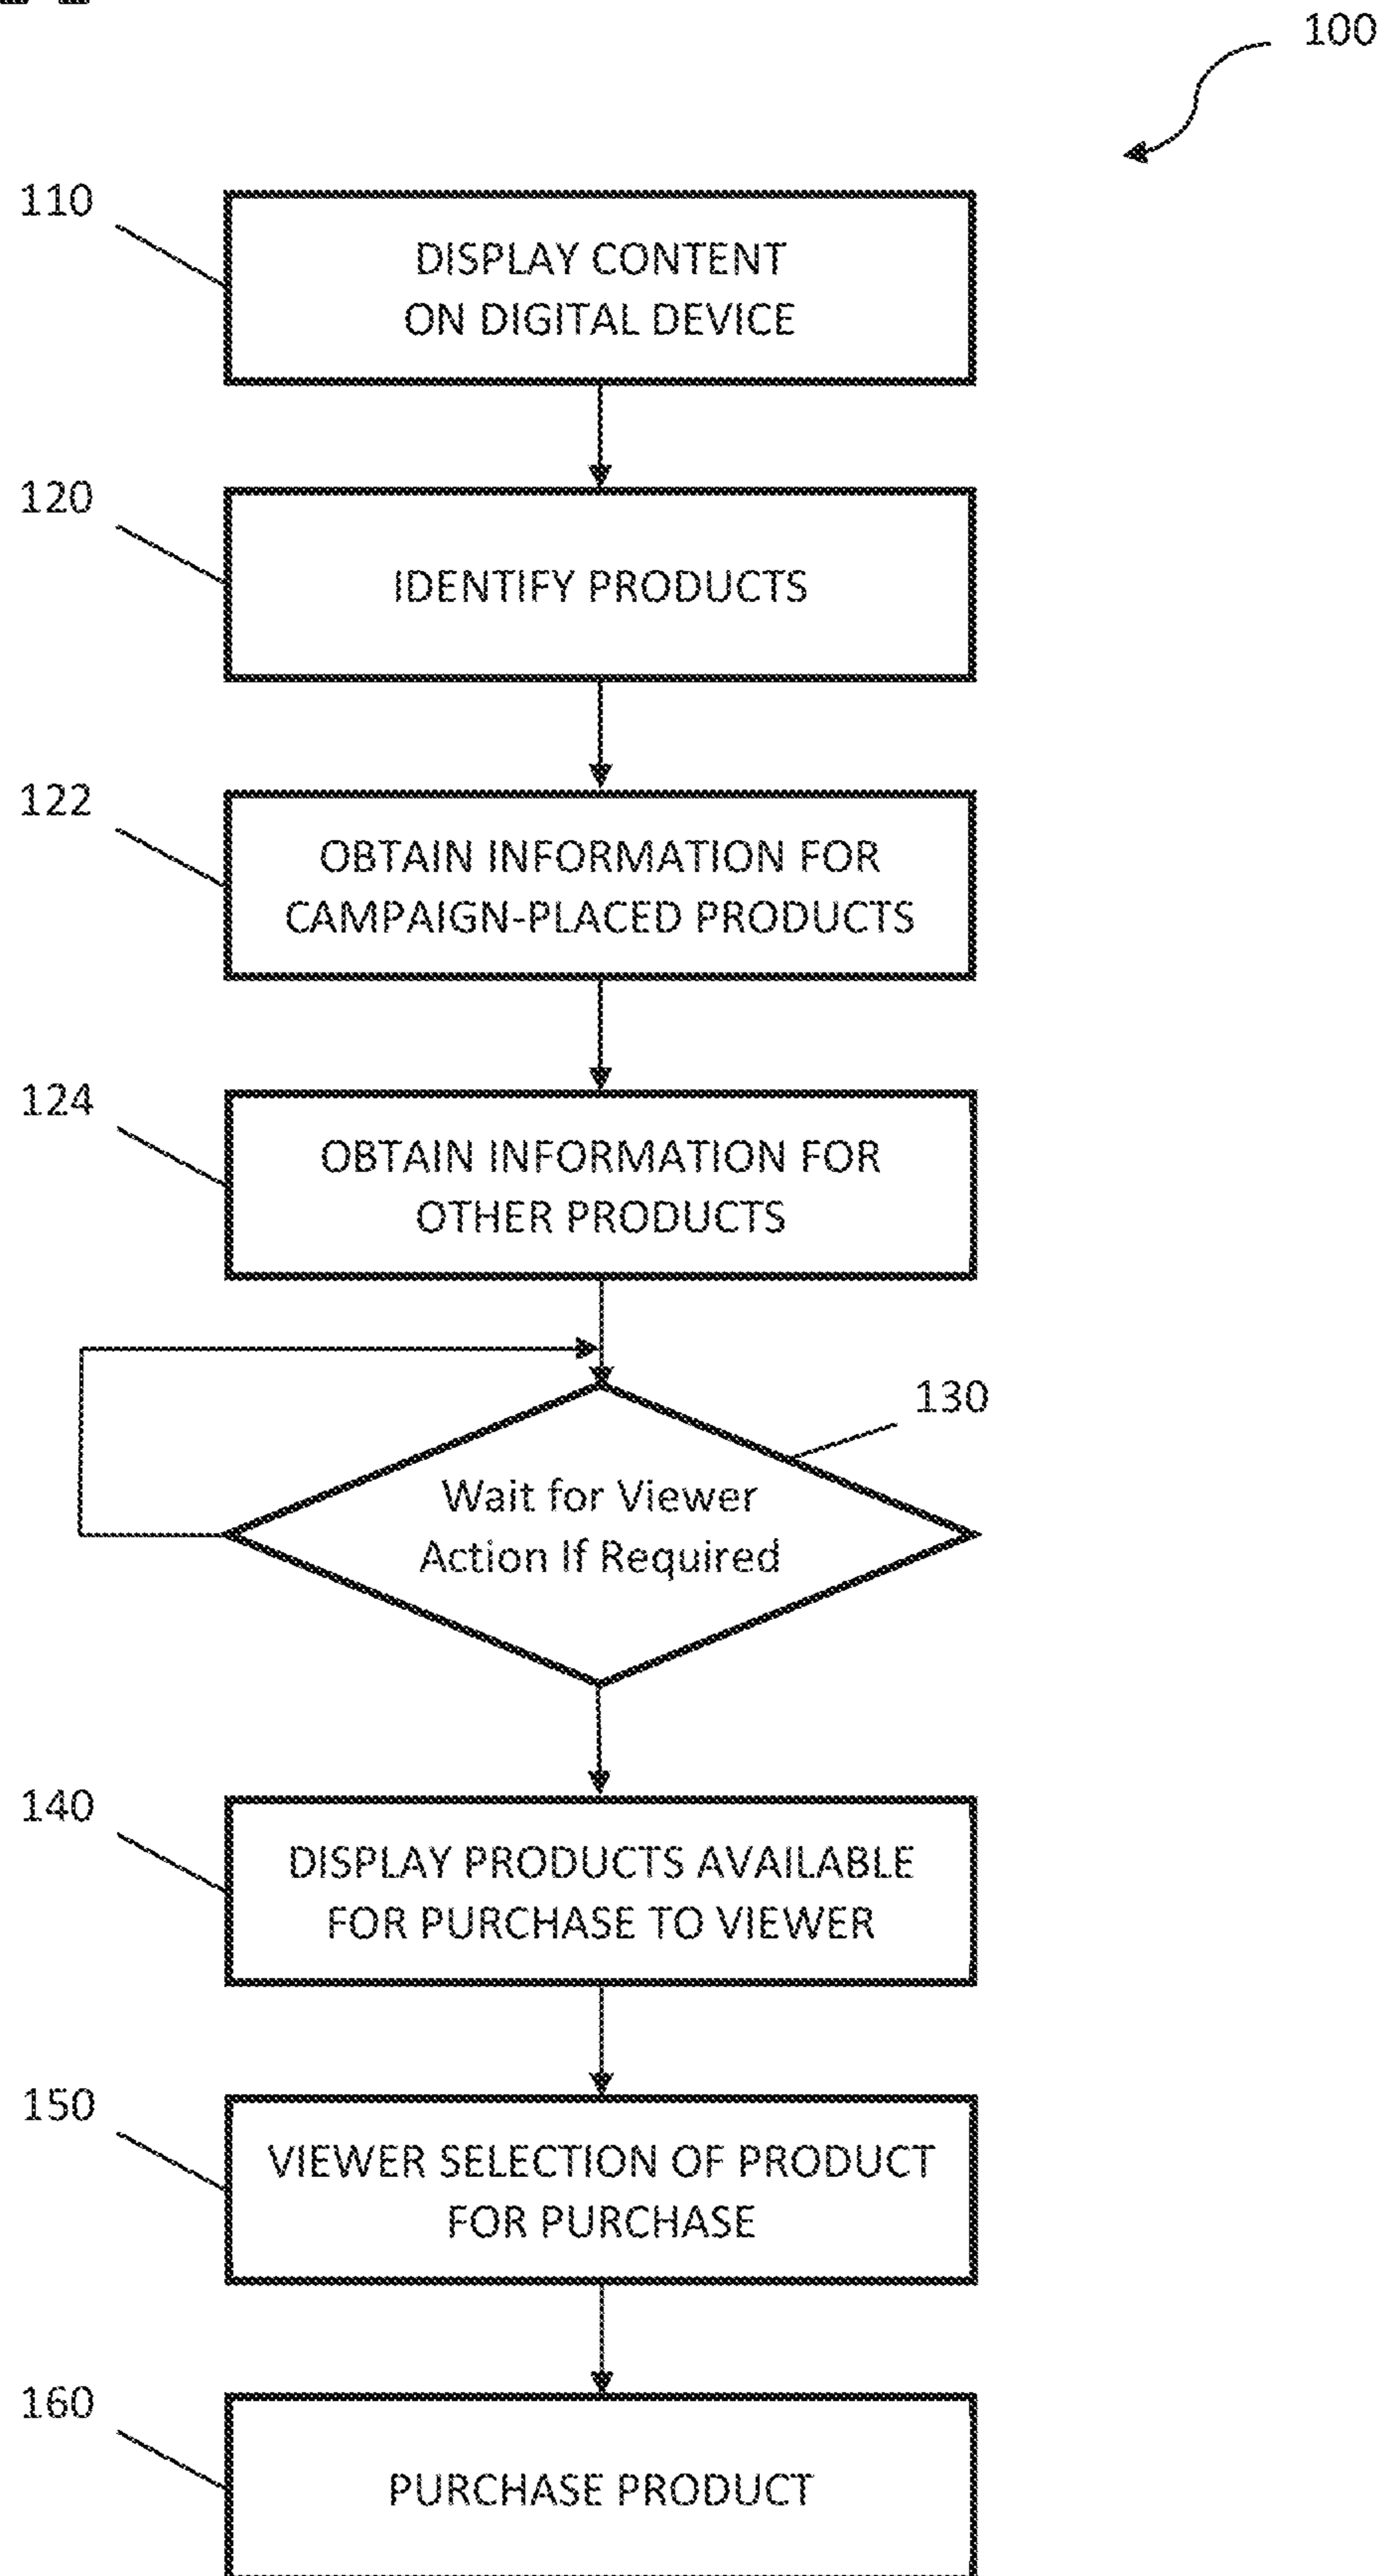 100
110
DISPLAY CONTENT
ON DIGITAL DEVICE
120
IDENTIFY PRODUCTS
122
OBTAIN INFORMATION FOR
CAMPAIGN-PLACED PRODUCTS
124
OBTAIN INFORMATION FOR
OTHER PRODUCTS
130
Wait for Viewer
Action If Required
140
DISPLAY PRODUCTS AVAILABLE
FOR PURCHASE TO VIEWER
150
VIEWER SELECTION OF PRODUCT
FOR PURCHASE
160
PURCHASE PRODUCT